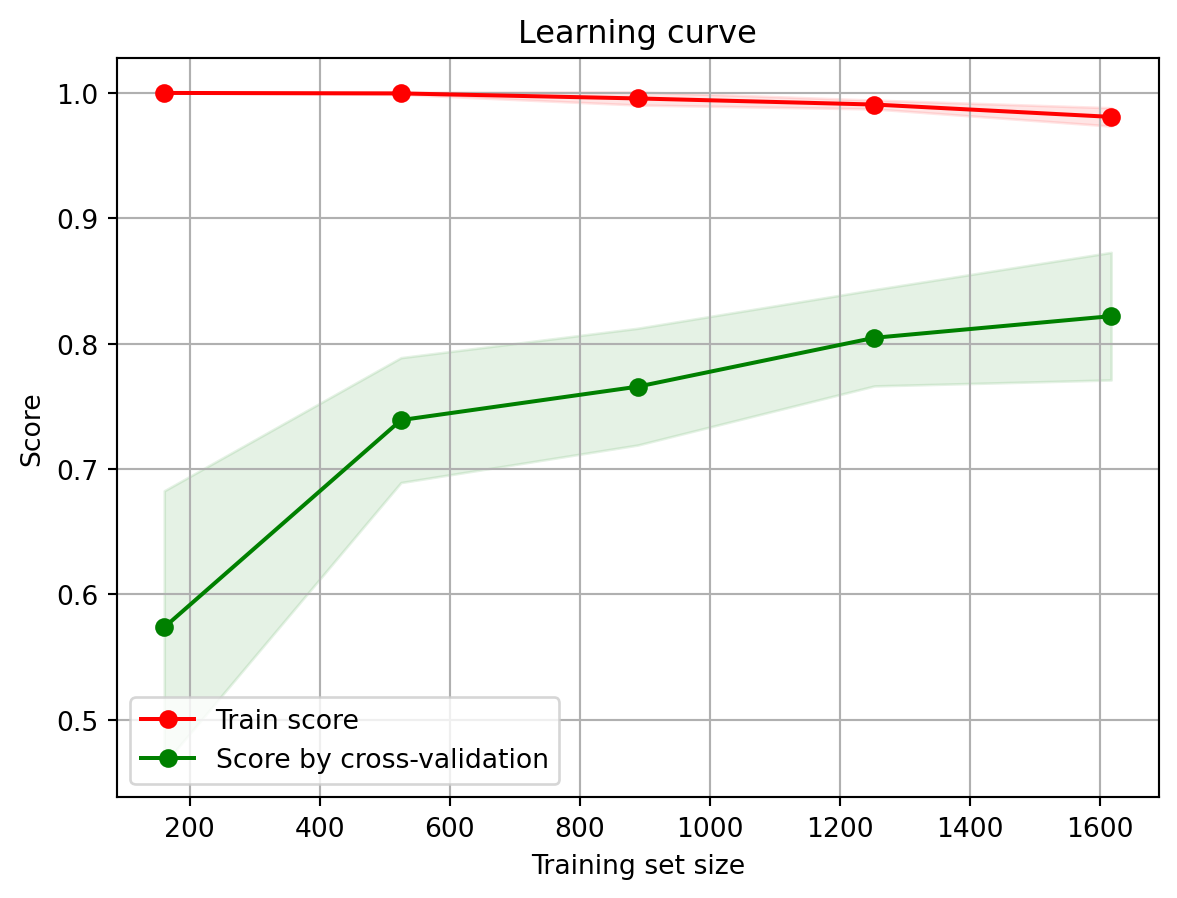 Learning curve
1.0
0.9
0.8
0.7
0.6
0.5
Score
Train score
Score by cross-validation
200 400 600 800 1000 1200 1400 1600
Training set size